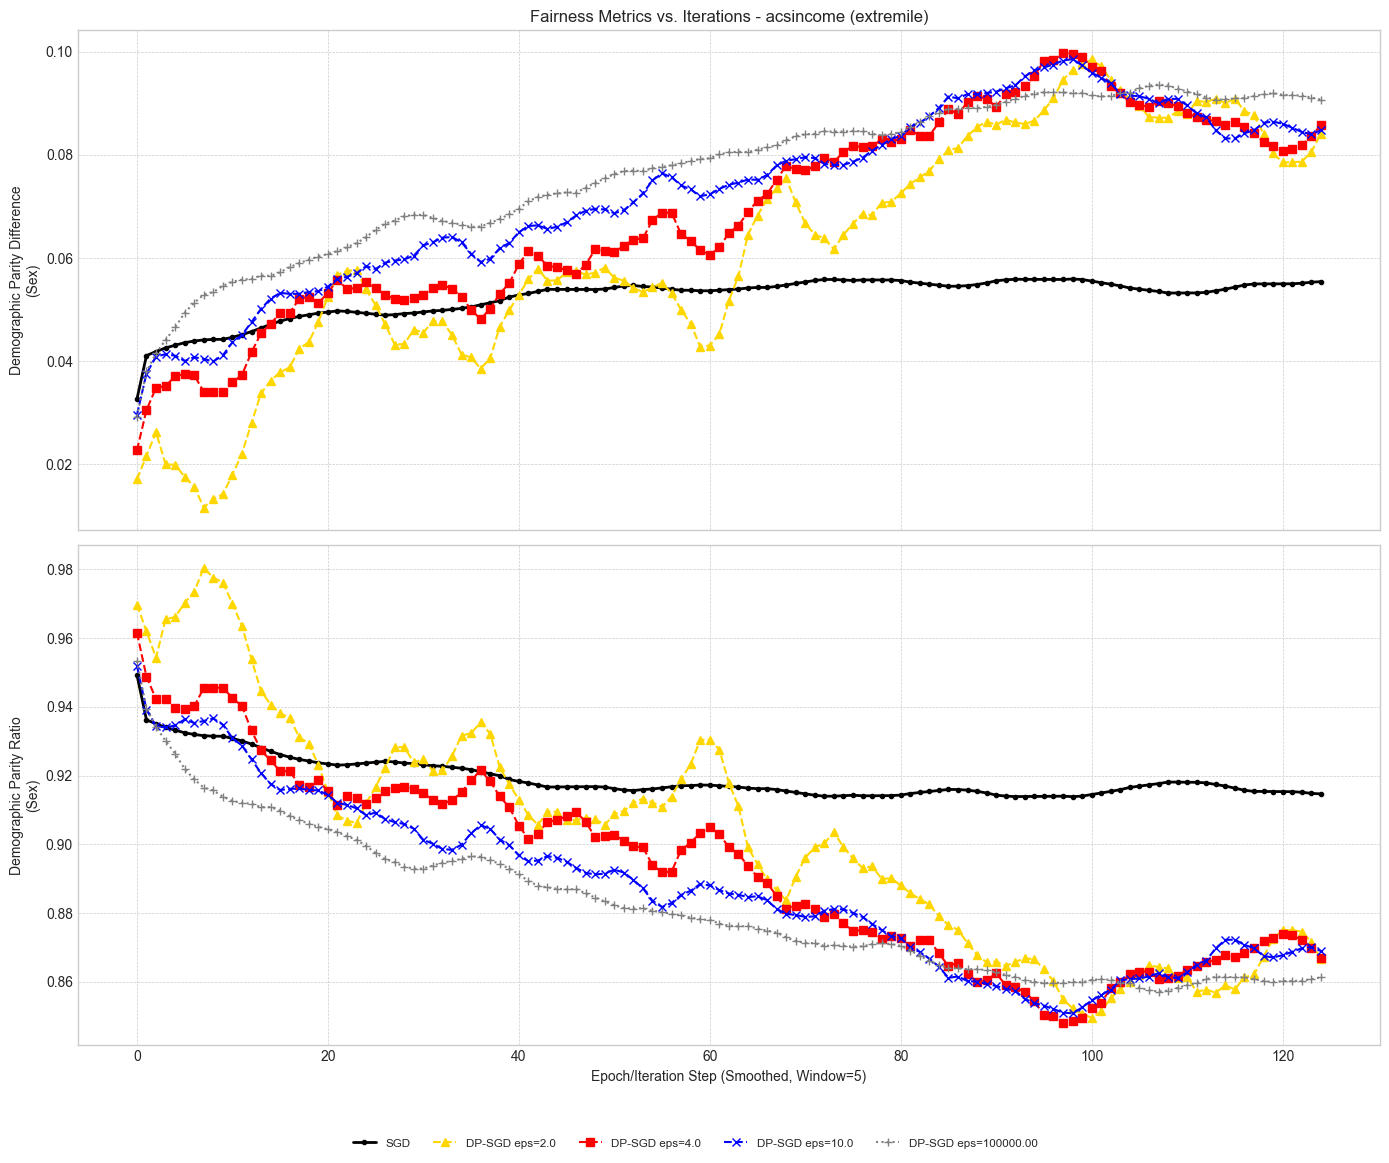 Fairness Metrics vs. Iterations - acsincome (extremile)
0.10
0.08
0.06
0.04
0.02
Demographic Parity Difference
(Sex)
0.98
0.96
0.94
0.92
0.90
0.88
0.86
Demographic Parity Ratio
(Sex)
0 20 40 60 80 100 120
Epoch/Iteration Step (Smoothed, Window=5)
SGD DP-SGD eps=2.0 DP-SGD eps=4.0 DP-SGD eps=10.0 DP-SGD eps=100000.00